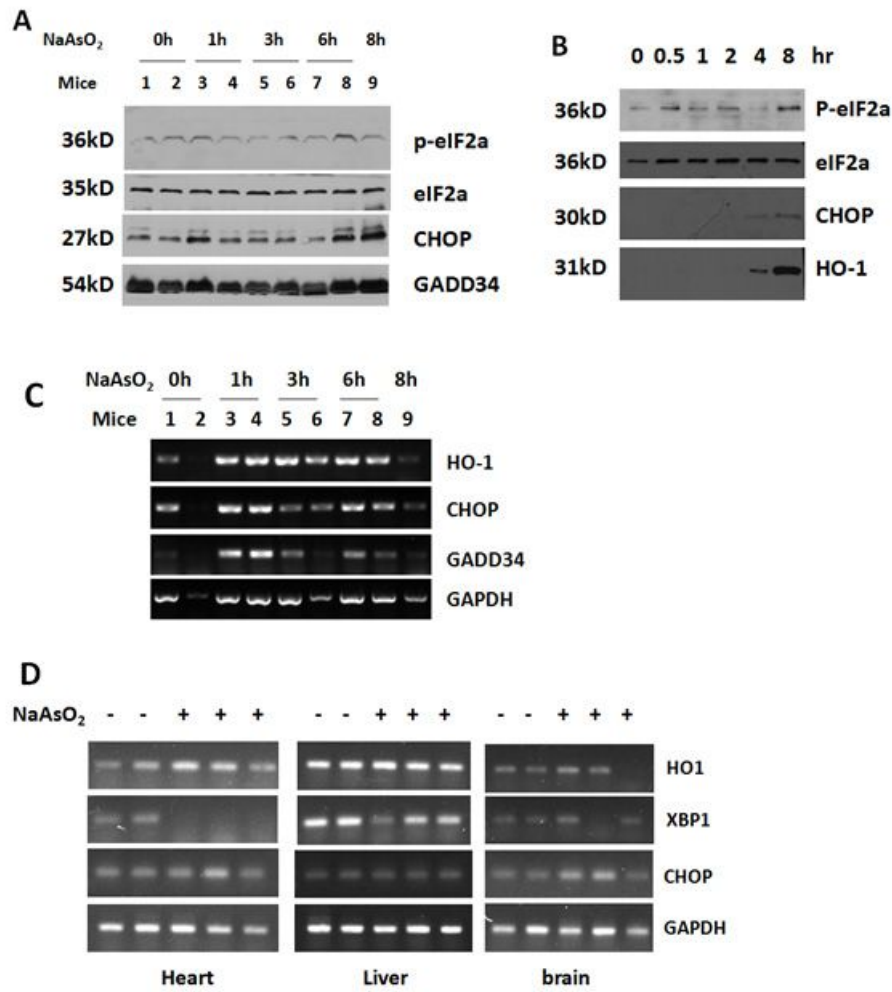 A
NaAsO2 0h 1h 3h 6h 8h
Mice 1 2 3 4 5 6 7 8 9
36kD p-eIF2a
35kD eIF2a
27kD CHOP
54kD GADD34
B
0 0.5 1 2 4 8 hr
36kD P-eIF2a
36kD eIF2a
30kD CHOP
31kD HO-1
C
NaAsO2 0h 1h 3h 6h 8h
Mice 1 2 3 4 5 6 7 8 9
HO-1
CHOP
GADD34
GAPDH
D
NaAsO2 - - + + + - - + + + - - + + +
HO1
XBP1
CHOP
GAPDH
Heart Liver brain